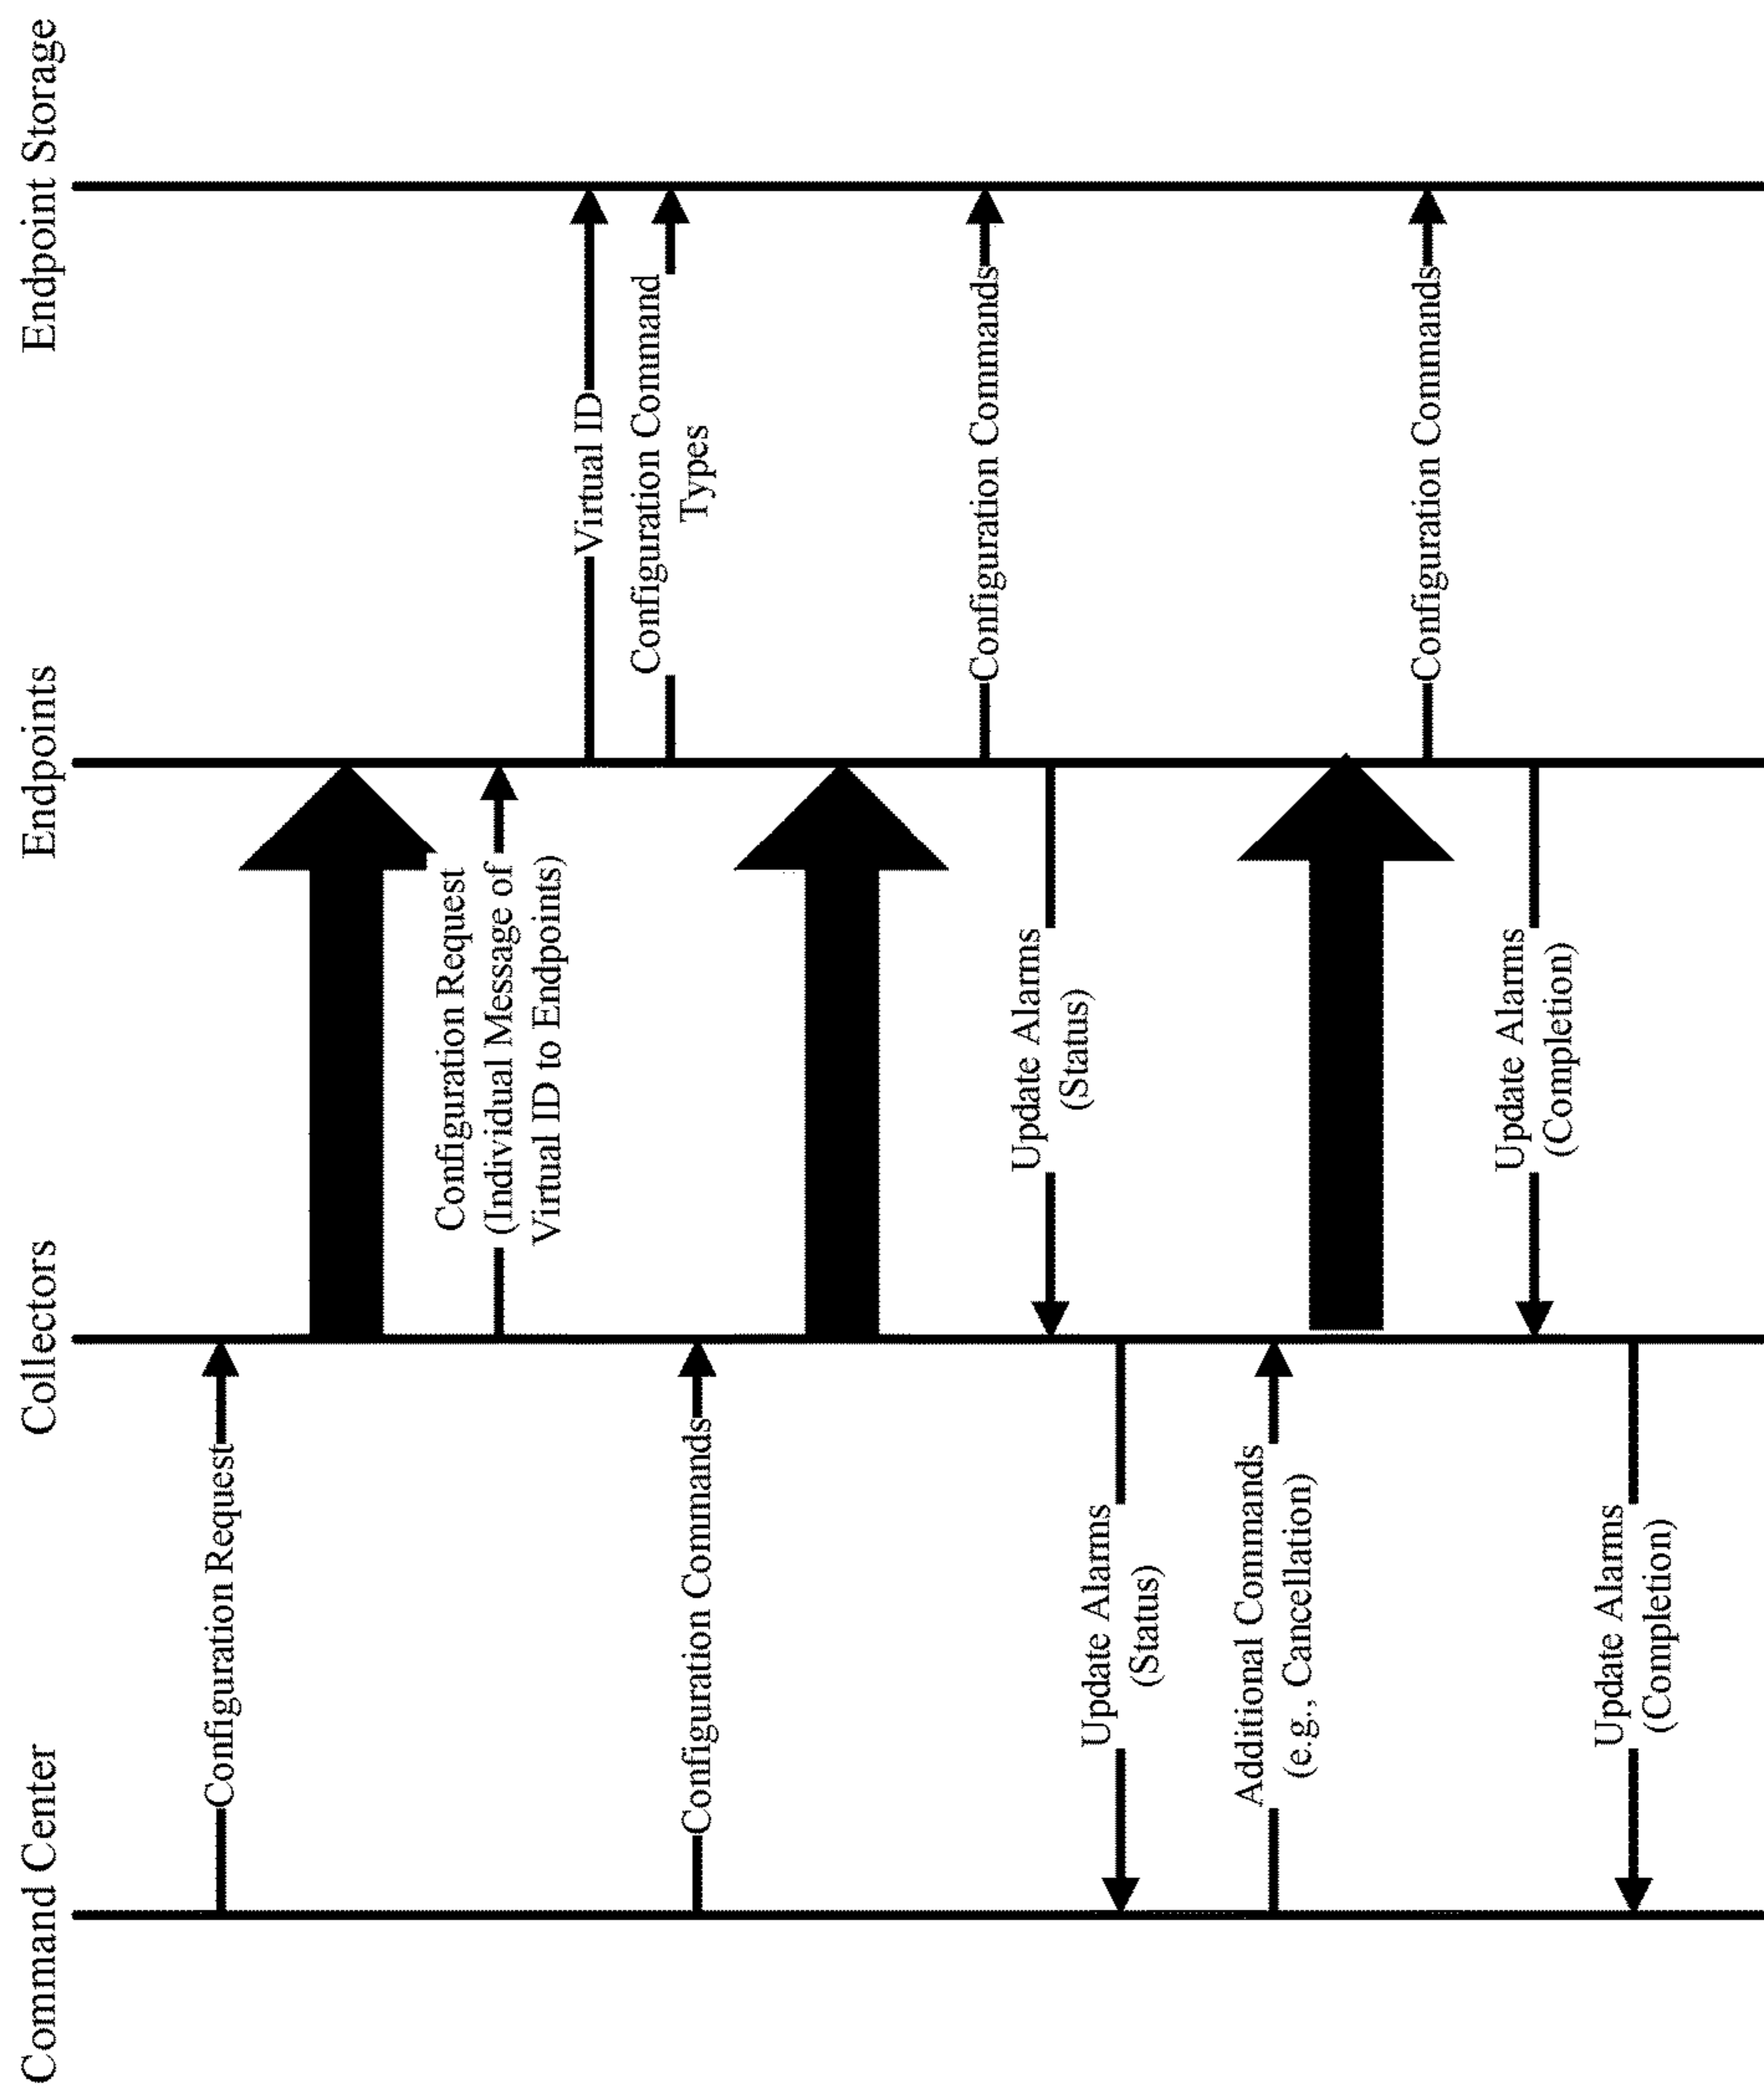 Command Center
Collectors
Endpoints
Endpoint Storage
Configuration Request
Configuration Request
(Individual Message of
Virtual ID to Endpoints)
Virtual ID
Configuration Command
Types
Configuration Commands
Configuration Commands
Update Alarms
(Status)
Update Alarms
(Status)
Additional Commands
(e.g., Cancellation)
Configuration Commands
Update Alarms
(Completion)
Update Alarms
(Completion)